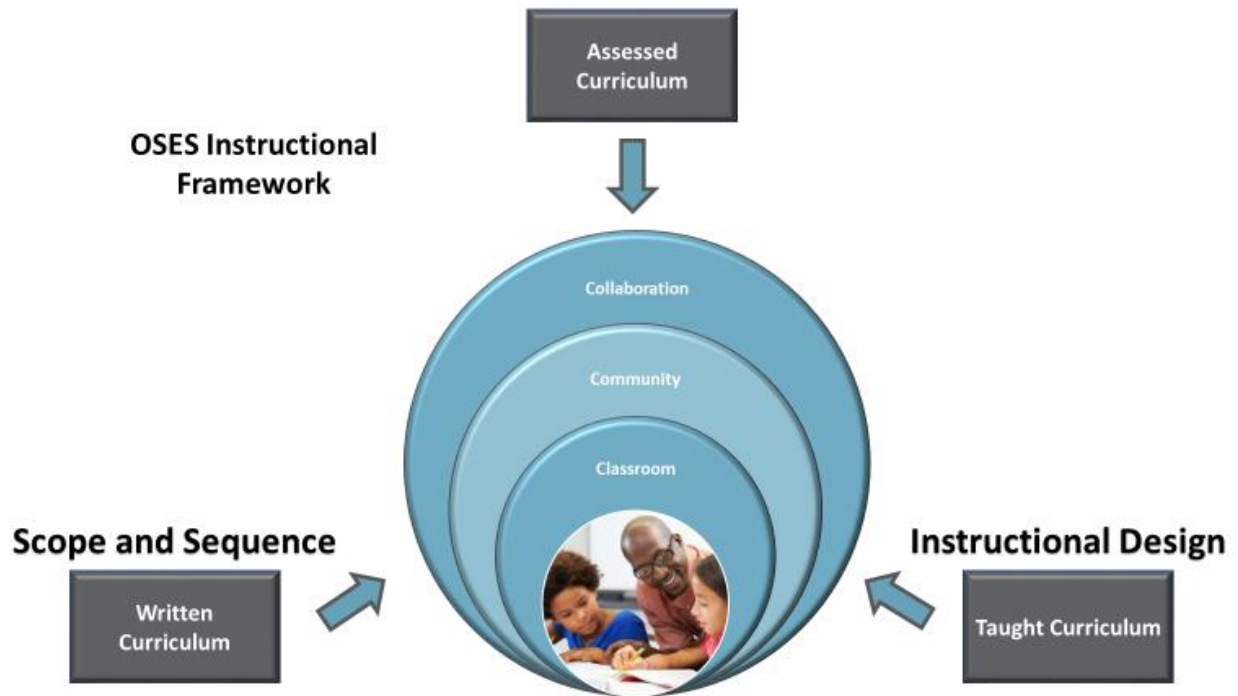 Assessed
Curriculum
OSES Instructional
Framework
Collaboration
Community
Classroom
Scope and Sequence
Written
Curriculum
Instructional Design
Taught Curriculum